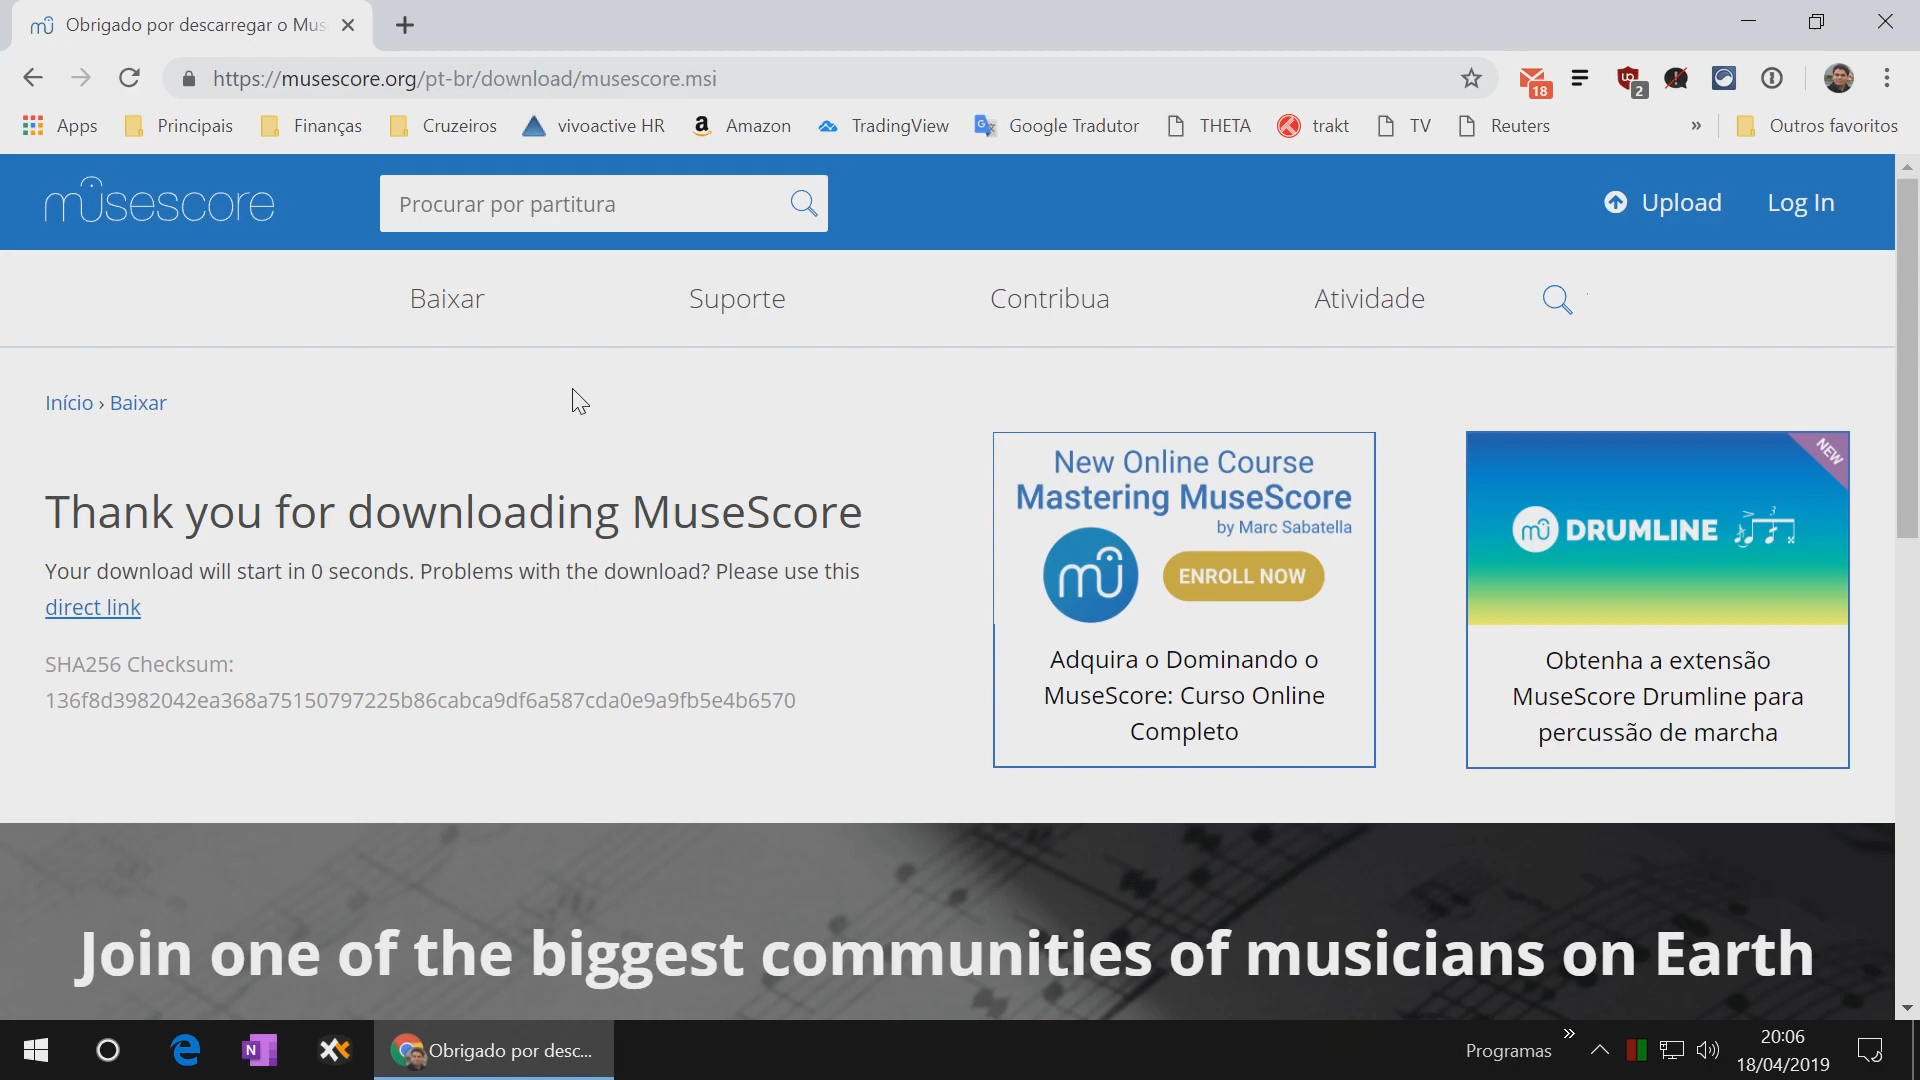 Obrigado por descarregar o Mus
https://musescore.org/pt-br/download/musescore.msi
18
2
Apps
Principais
Finanças
Cruzeiros
vivoactive HR
Amazon
TradingView
Google Tradutor
THETA
trakt
TV
Reuters
»
Outros favoritos
musescore
Procurar por partitura
Upload
Log In
Baixar
Suporte
Contribua
Atividade
Início › Baixar
Thank you for downloading MuseScore
Your download will start in 0 seconds. Problems with the download? Please use this
direct link
SHA256 Checksum:
136f8d3982042ea368a75150797225b86cabca9df6a587cda0e9a9fb5e4b6570
New Online Course
Mastering MuseScore
by Marc Sabatella
mu
ENROLL NOW
Adquira o Dominando o
MuseScore: Curso Online
Completo
NEW
mu DRUMLINE
3
Obtenha a extensão
MuseScore Drumline para
percussão de marcha
Join one of the biggest communities of musicians on Earth
N
Obrigado por desc...
Programas
»
20:06
18/04/2019